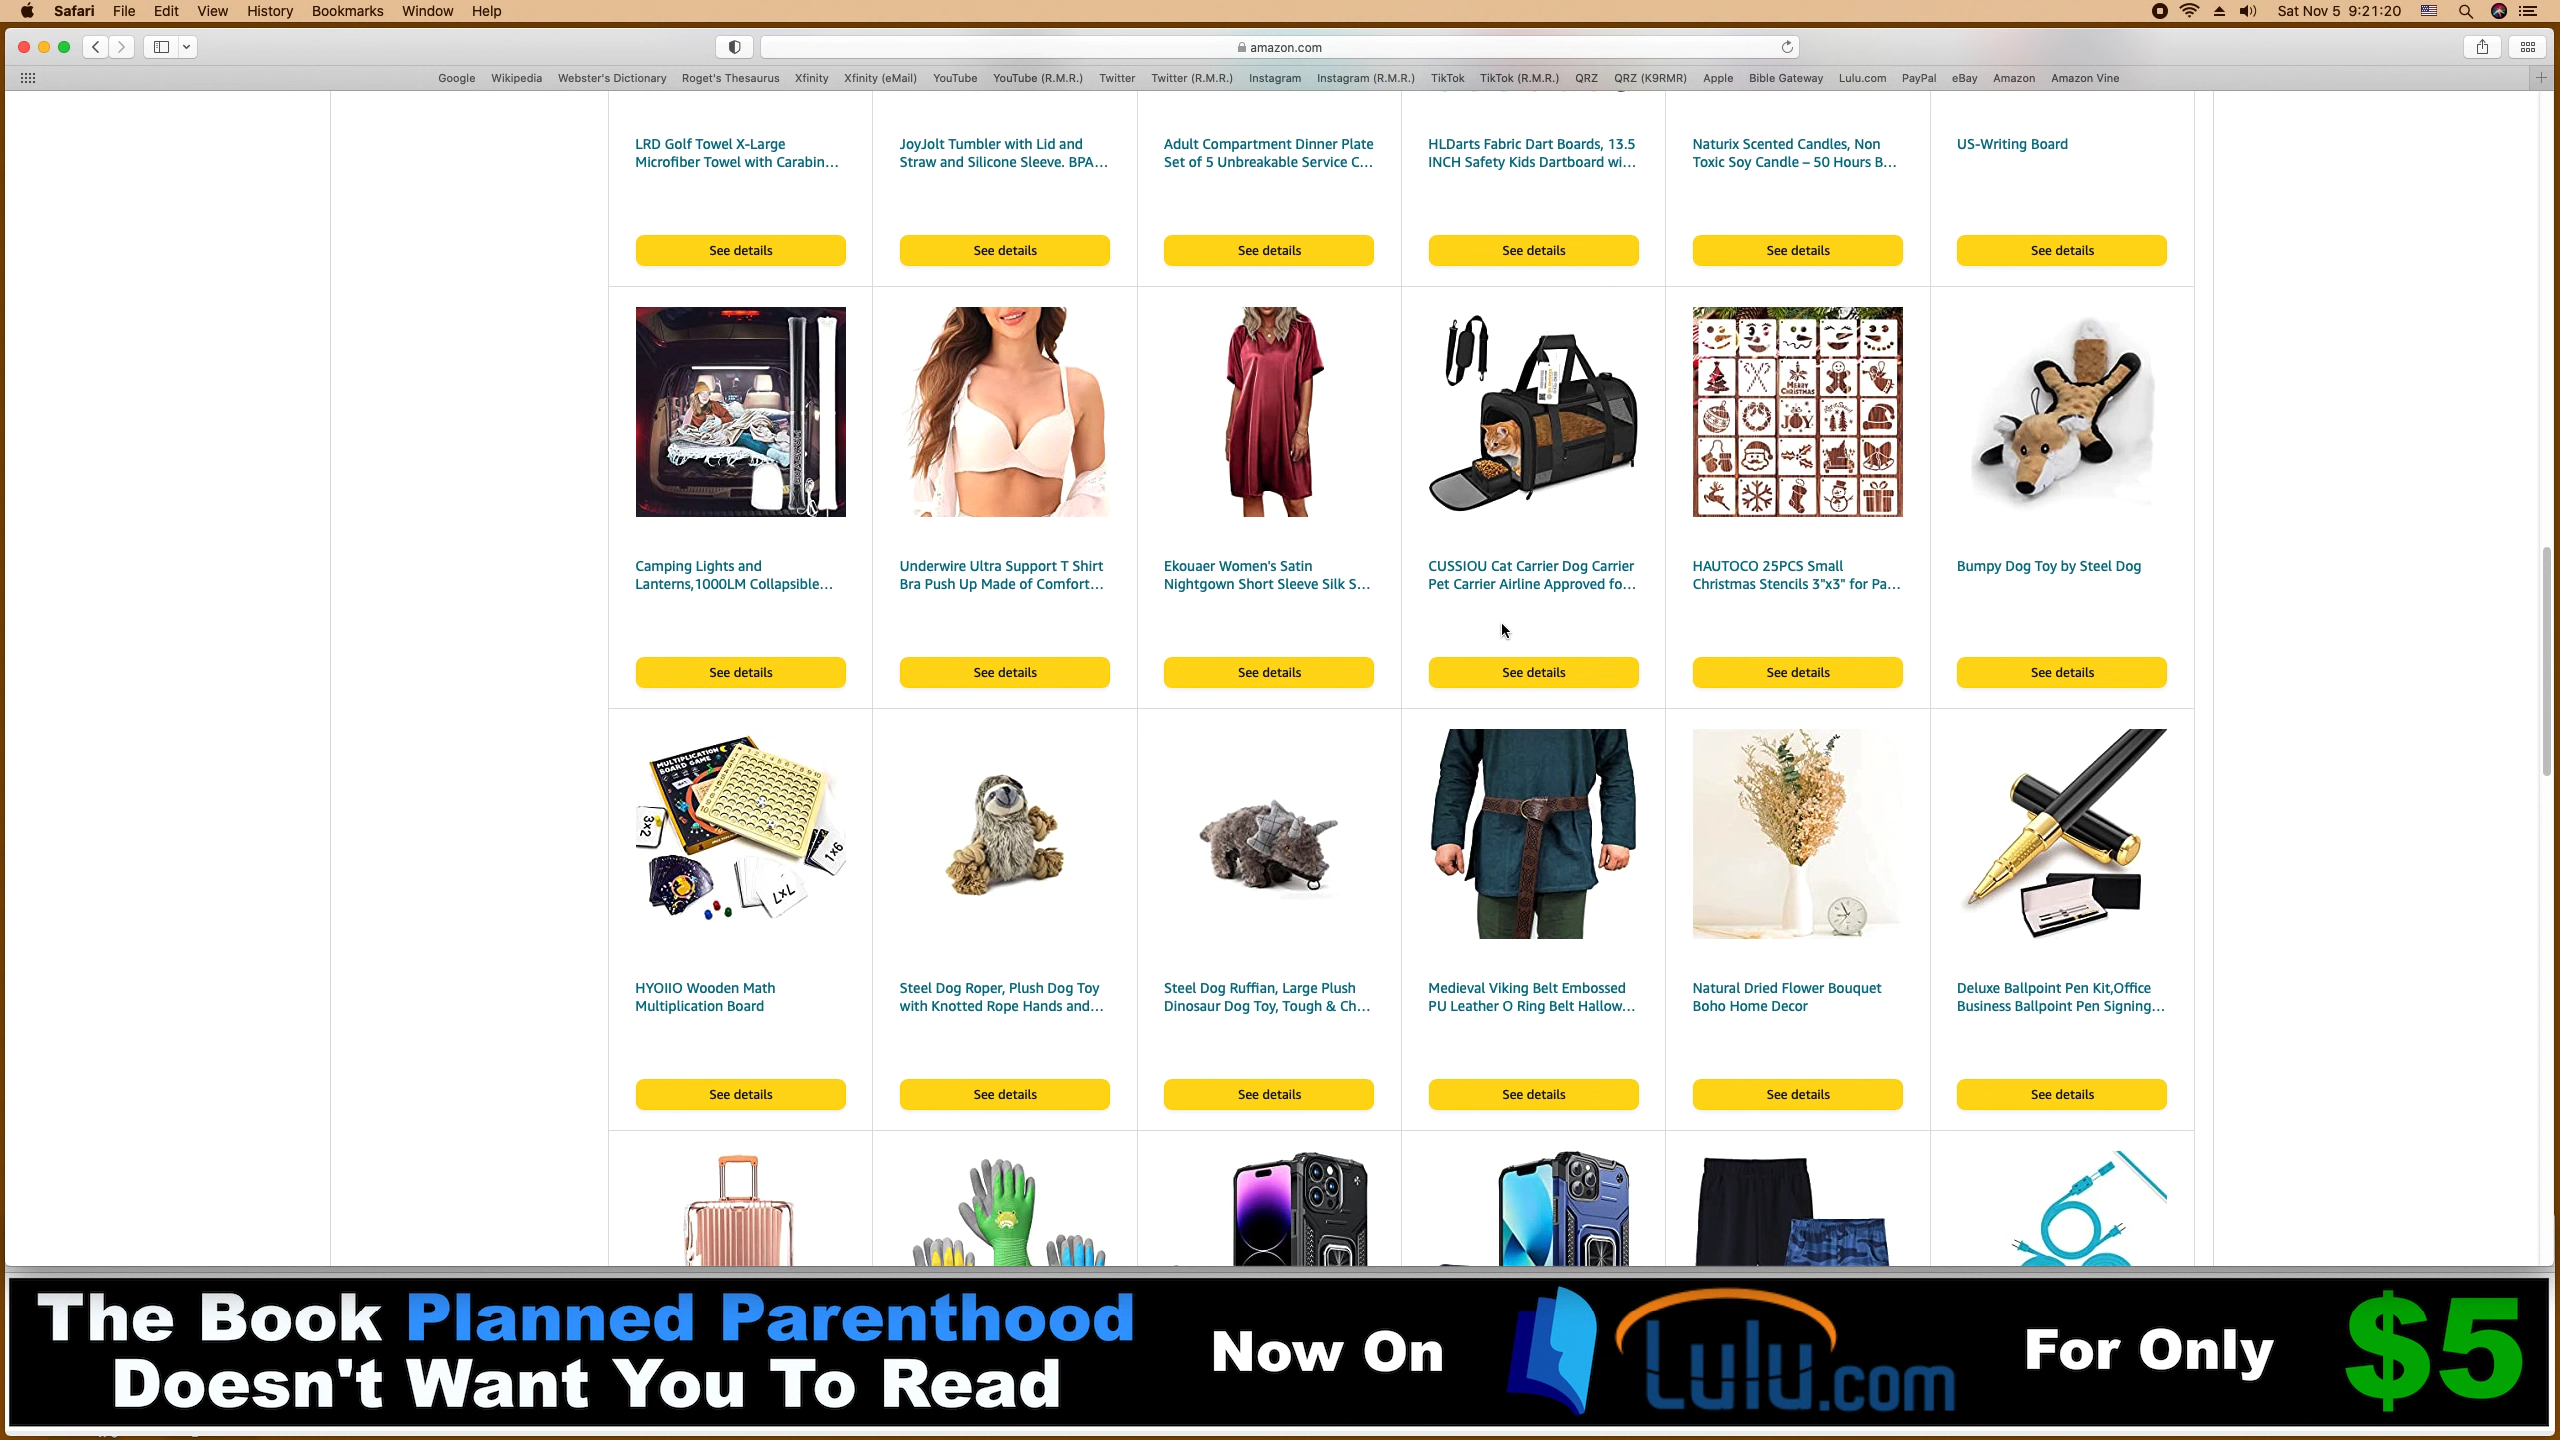 Safari File Edit View History Bookmarks Window Help
Sat Nov 5 9:21:20
amazon.com
Google Wikipedia Webster's Dictionary Roget's Thesaurus Xfinity Xfinity (eMail) YouTube YouTube (R.M.R.) Twitter Twitter (R.M.R.) Instagram Instagram (R.M.R.) TikTok TikTok (R.M.R.) QRZ QRZ (K9RMR) Apple Bible Gateway Lulu.com PayPal eBay Amazon Amazon Vine
LRD Golf Towel X-Large
Microfiber Towel with Carabin...
JoyJolt Tumbler with Lid and
Straw and Silicone Sleeve. BPA...
Adult Compartment Dinner Plate
Set of 5 Unbreakable Service C...
HLDarts Fabric Dart Boards, 13.5
INCH Safety Kids Dartboard wi...
Naturix Scented Candles, Non
Toxic Soy Candle – 50 Hours B...
US-Writing Board
See details See details See details See details See details See details
MERRY
CHRISTMAS
JOY
Camping Lights and
Lanterns,1000LM Collapsible...
Underwire Ultra Support T Shirt
Bra Push Up Made of Comfort...
Ekouaer Women's Satin
Nightgown Short Sleeve Silk S...
CUSSIOU Cat Carrier Dog Carrier
Pet Carrier Airline Approved fo...
HAUTOCO 25PCS Small
Christmas Stencils 3"x3" for Pa...
Bumpy Dog Toy by Steel Dog
See details See details See details See details See details See details
MULTIPLICATION
BOARD GAME
3x2
1x6
7x7
HYOIIO Wooden Math
Multiplication Board
Steel Dog Roper, Plush Dog Toy
with Knotted Rope Hands and...
Steel Dog Ruffian, Large Plush
Dinosaur Dog Toy, Tough & Ch...
Medieval Viking Belt Embossed
PU Leather O Ring Belt Hallow...
Natural Dried Flower Bouquet
Boho Home Decor
Deluxe Ballpoint Pen Kit,Office
Business Ballpoint Pen Signing...
See details See details See details See details See details See details
The Book Planned Parenthood
Doesn't Want You To Read
Now On
Lulu.com
For Only
$5